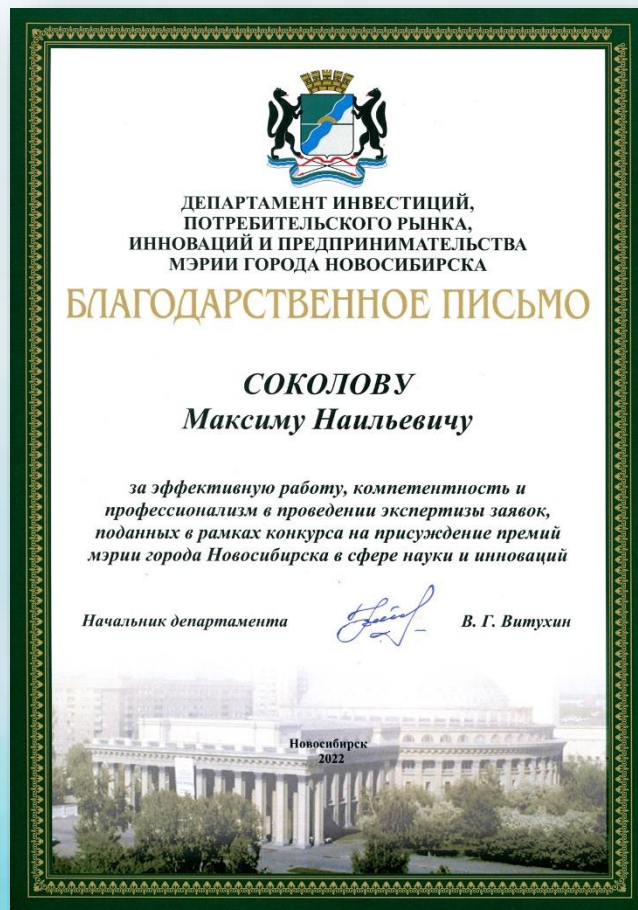 ДЕПАРТАМЕНТ ИНВЕСТИЦИЙ,
ПОТРЕБИТЕЛЬСКОГО РЫНКА,
ИННОВАЦИЙ И ПРЕДПРИНИМАТЕЛЬСТВА
МЭРИИ ГОРОДА НОВОСИБИРСКА
БЛАГОДАРСТВЕННОЕ ПИСЬМО
СОКОЛОВУ
Максиму Наильевичу
за эффективную работу, компетентность и
профессионализм в проведении экспертизы заявок,
поданных в рамках конкурса на присуждение премий
мэрии города Новосибирска в сфере науки и инноваций
Начальник департамента В. Г. Витухин
Новосибирск
2022